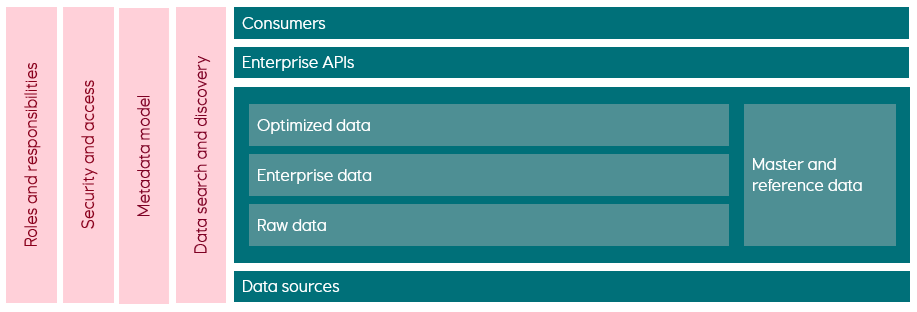 Roles and responsibilities
Security and access
Metadata model
Data search and discovery
Consumers
Enterprise APIs
Optimized data
Enterprise data
Raw data
Master and
reference data
Data sources